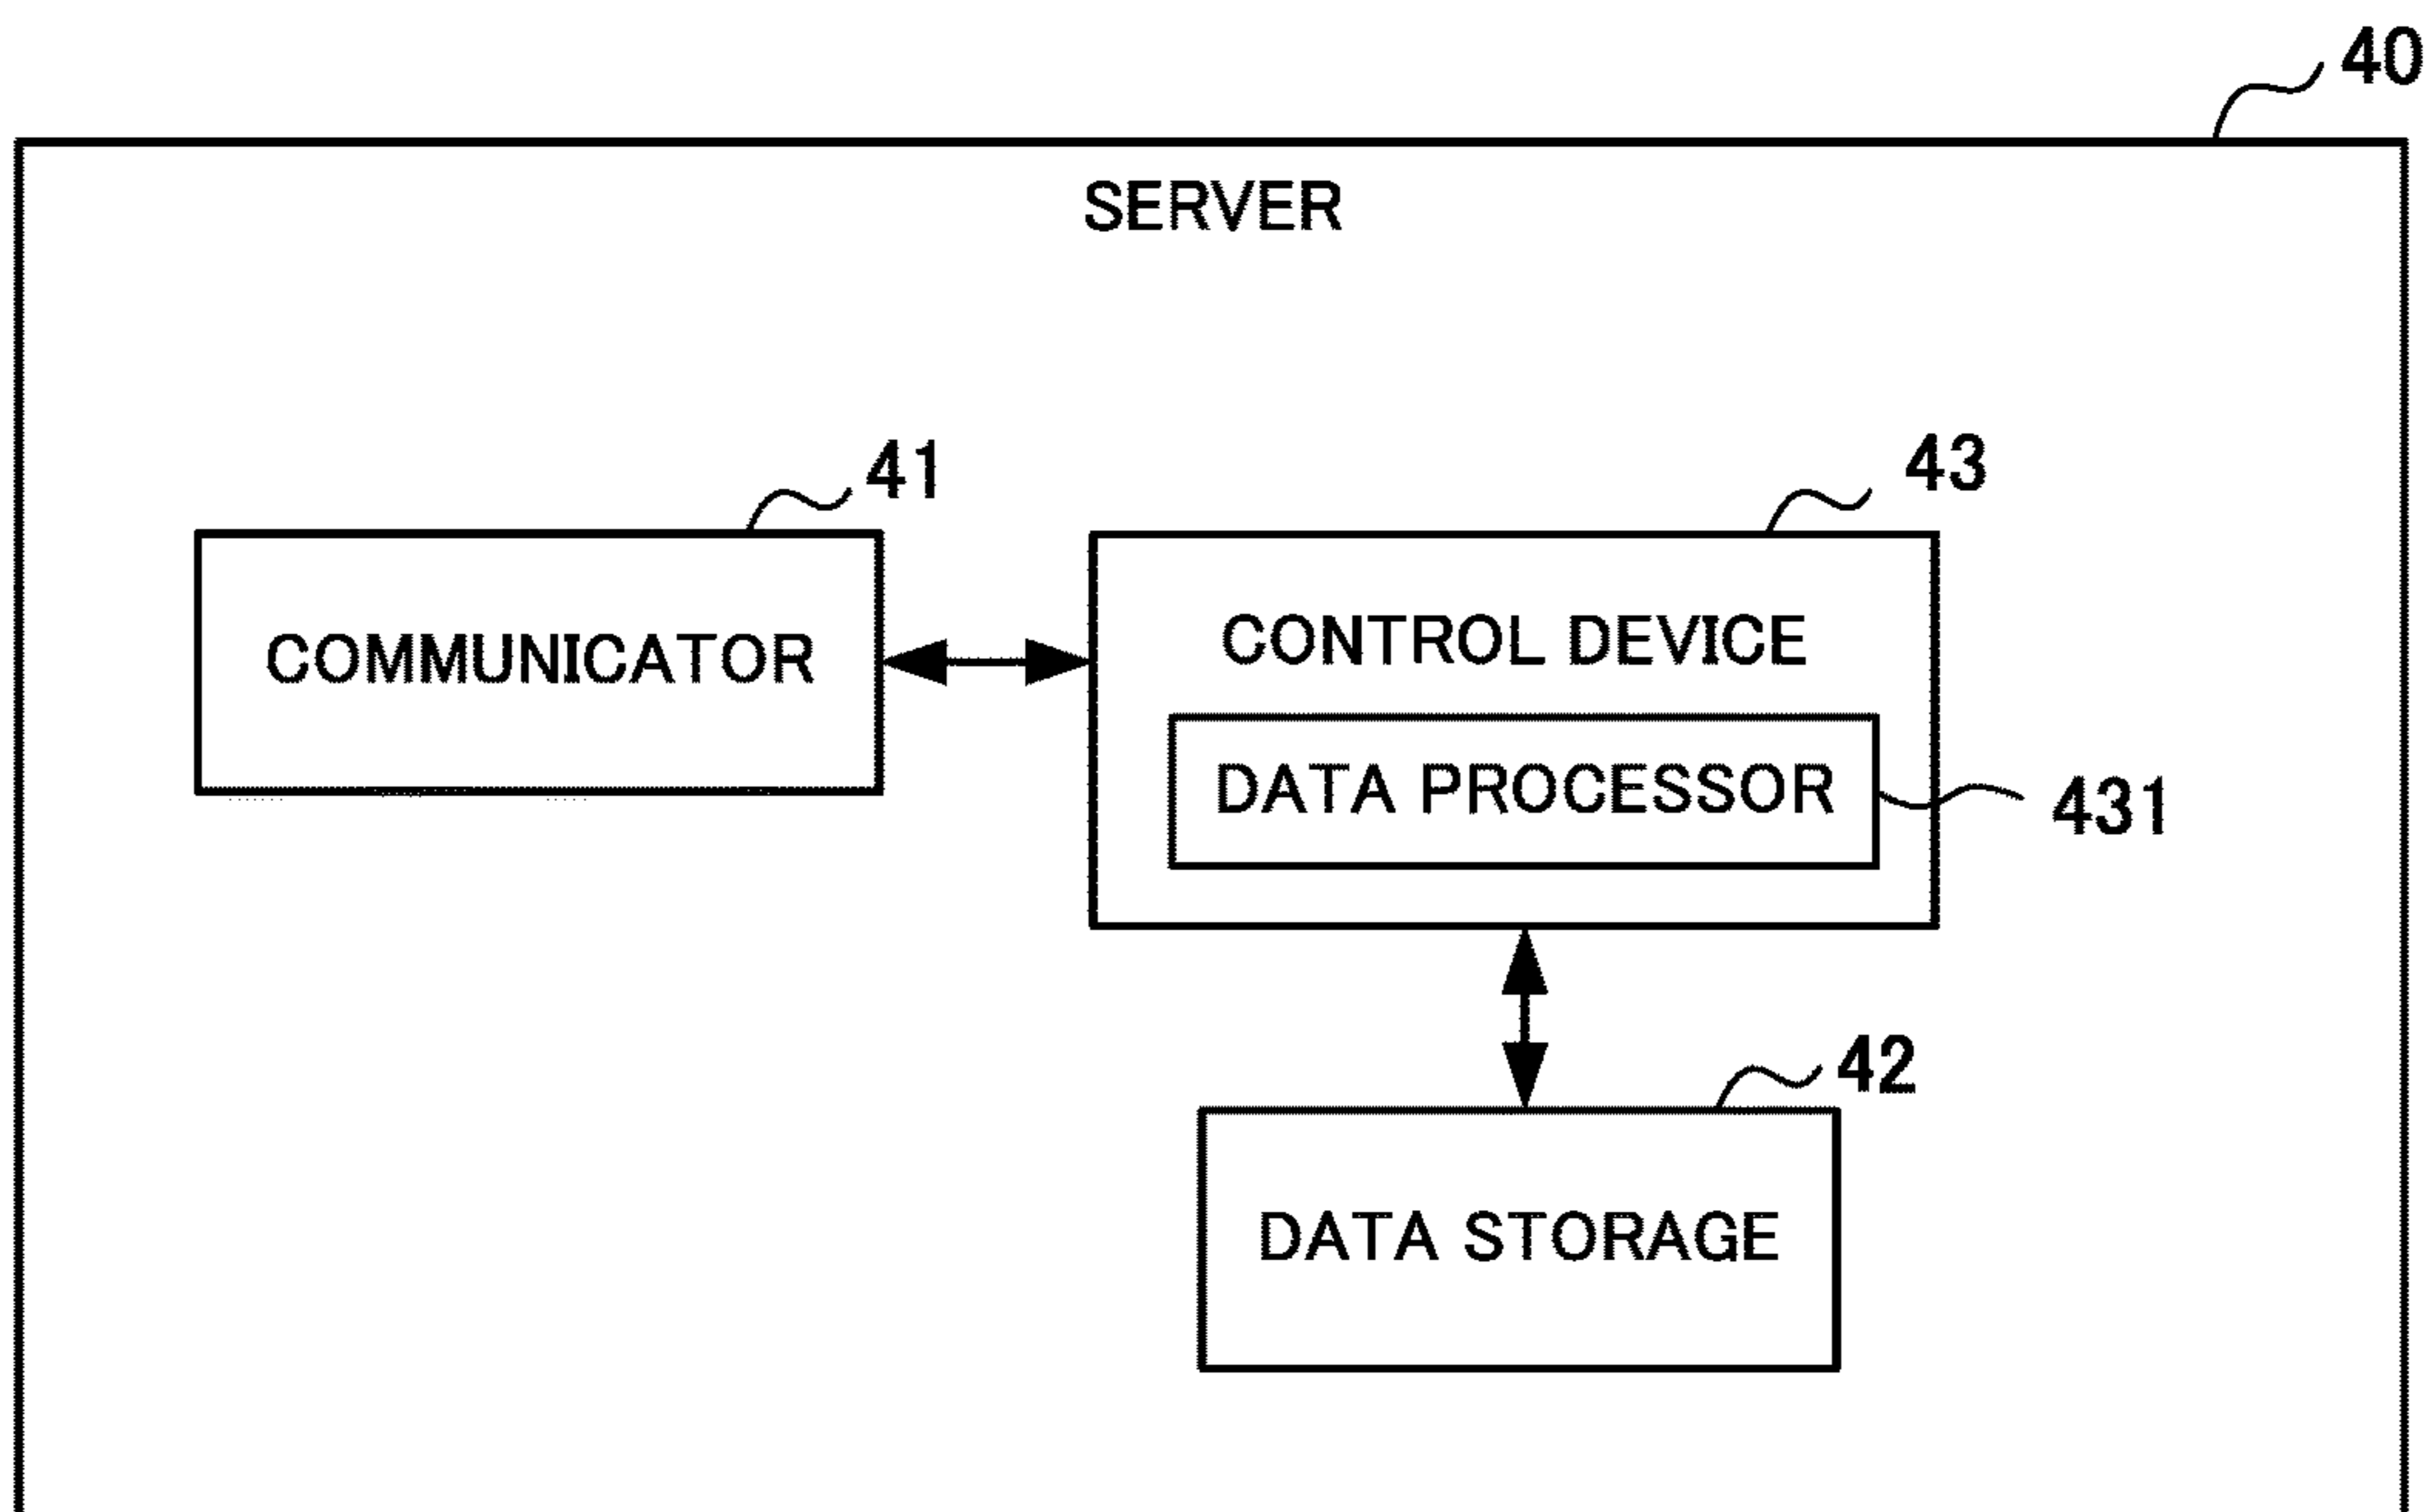 40
SERVER
41
43
COMMUNICATOR
CONTROL DEVICE
DATA PROCESSOR
431
42
DATA STORAGE